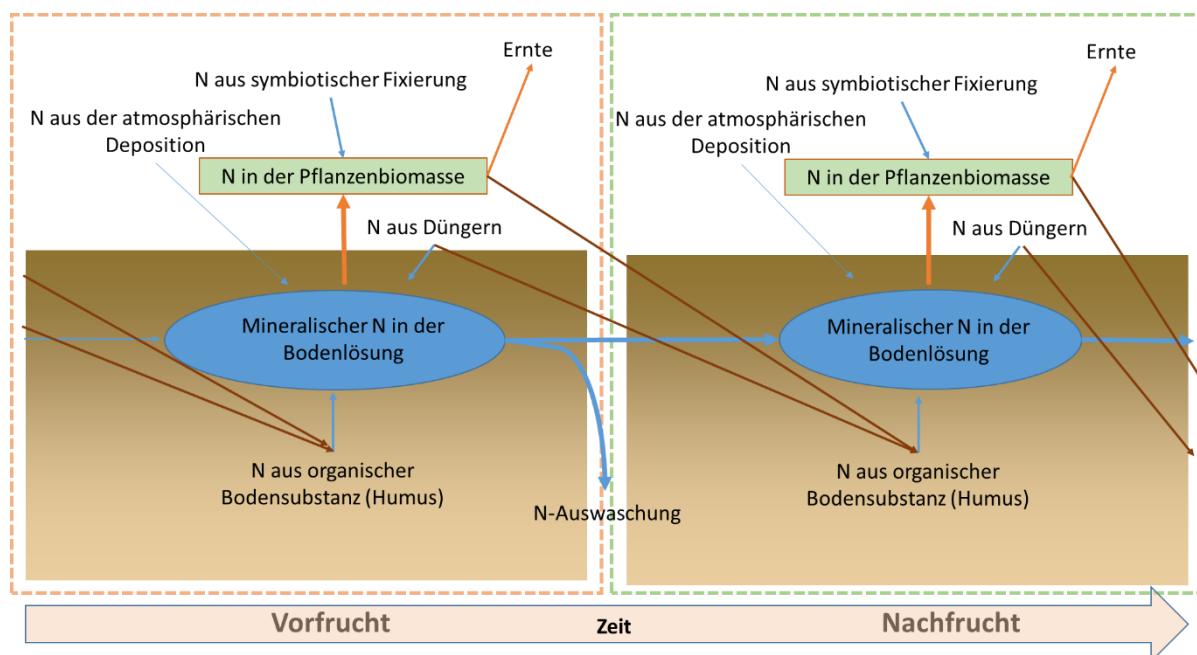 Ernte
N aus symbiotischer Fixierung
N aus der atmosphärischen
Deposition
N in der Pflanzenbiomasse
N aus Düngern
Mineralischer N in der
Bodenlösung
N aus organischer
Bodensubstanz (Humus)
N-Auswaschung
Ernte
N aus symbiotischer Fixierung
N aus der atmosphärischen
Deposition
N in der Pflanzenbiomasse
N aus Düngern
Mineralischer N in der
Bodenlösung
N aus organischer
Bodensubstanz (Humus)
Vorfrucht
Zeit
Nachfrucht